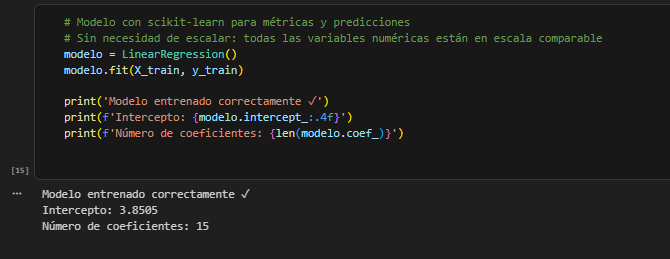 # Modelo con scikit-learn para métricas y predicciones
# Sin necesidad de escalar: todas las variables numéricas están en escala comparable
modelo = LinearRegression()
modelo.fit(X_train, y_train)
print('Modelo entrenado correctamente ✓')
print(f'Intercepto: {modelo.intercept_:.4f}')
print(f'Número de coeficientes: {len(modelo.coef_)}')
[15]
... Modelo entrenado correctamente ✓
Intercepto: 3.8505
Número de coeficientes: 15